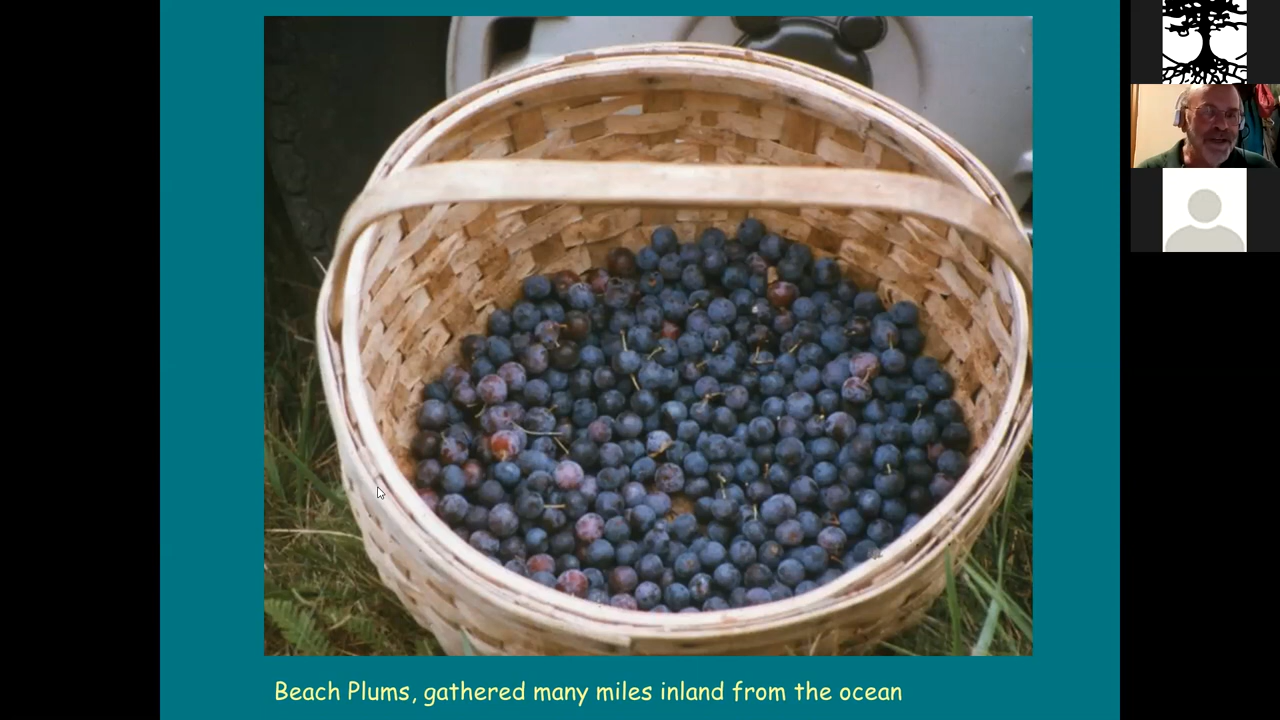 Beach Plums, gathered many miles inland from the ocean